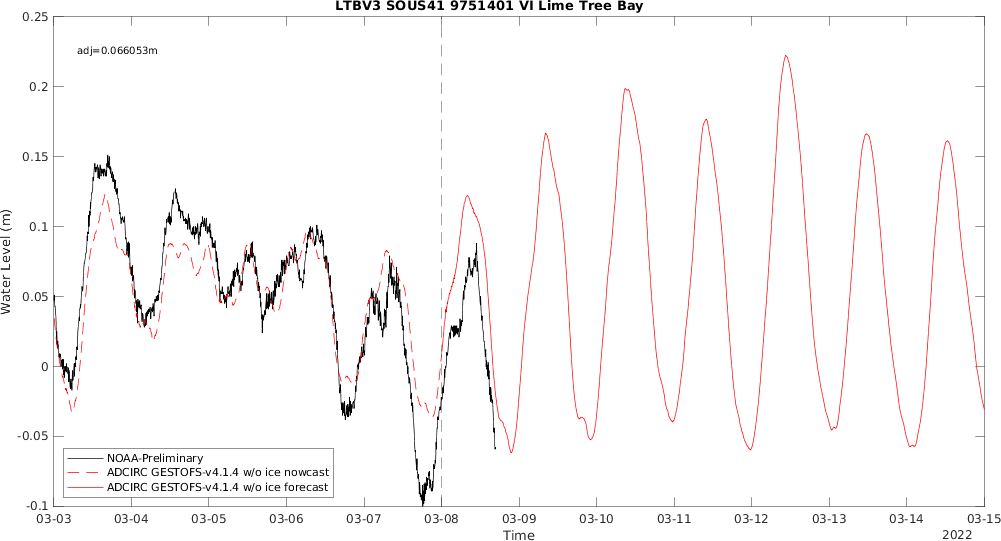 LTBV3 SOUS41 9751401 VI Lime Tree Bay
adj=0.066053m
0.25
0.2
0.15
0.1
0.05
0
-0.05
-0.1
Water Level (m)
NOAA-Preliminary
ADCIRC GESTOFS-v4.1.4 w/o ice nowcast
ADCIRC GESTOFS-v4.1.4 w/o ice forecast
03-03 03-04 03-05 03-06 03-07 03-08 03-09 03-10 03-11 03-12 03-13 03-14 03-15
Time
2022